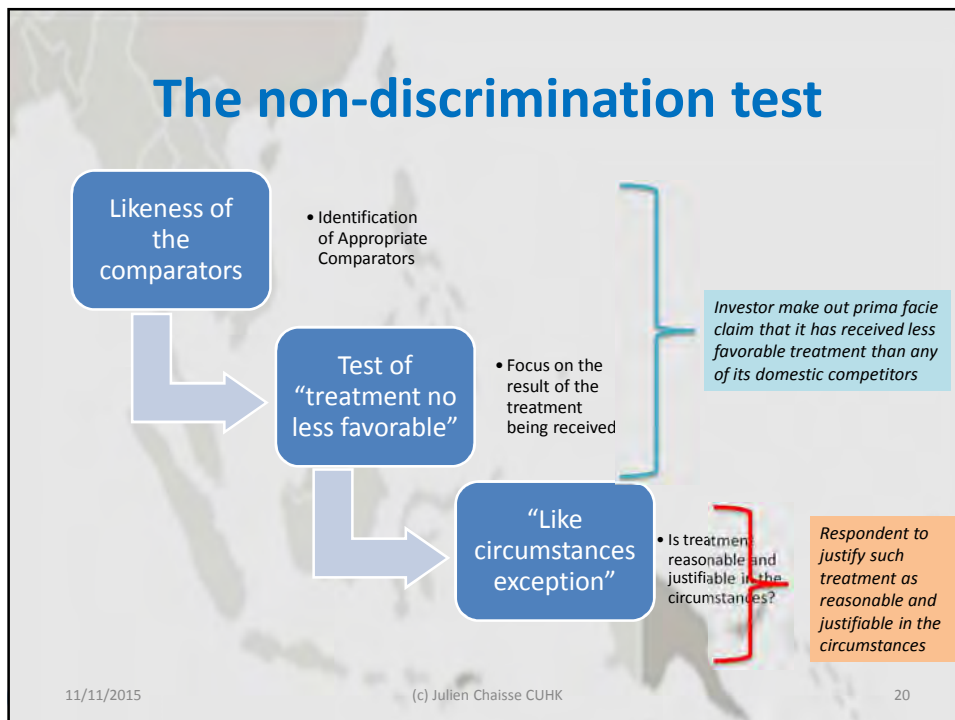 The non-discrimination test
Likeness of
the
comparators
• Identification
of Appropriate
Comparators
Test of
“treatment no
less favorable”
• Focus on the
result of the
treatment
being received
Investor make out prima facie
claim that it has received less
favorable treatment than any
of its domestic competitors
“Like
circumstances
exception”
• Is treatment
reasonable and
justifiable in the
circumstances?
Respondent to
justify such
treatment as
reasonable and
justifiable in the
circumstances
11/11/2015
(c) Julien Chaisse CUHK
20